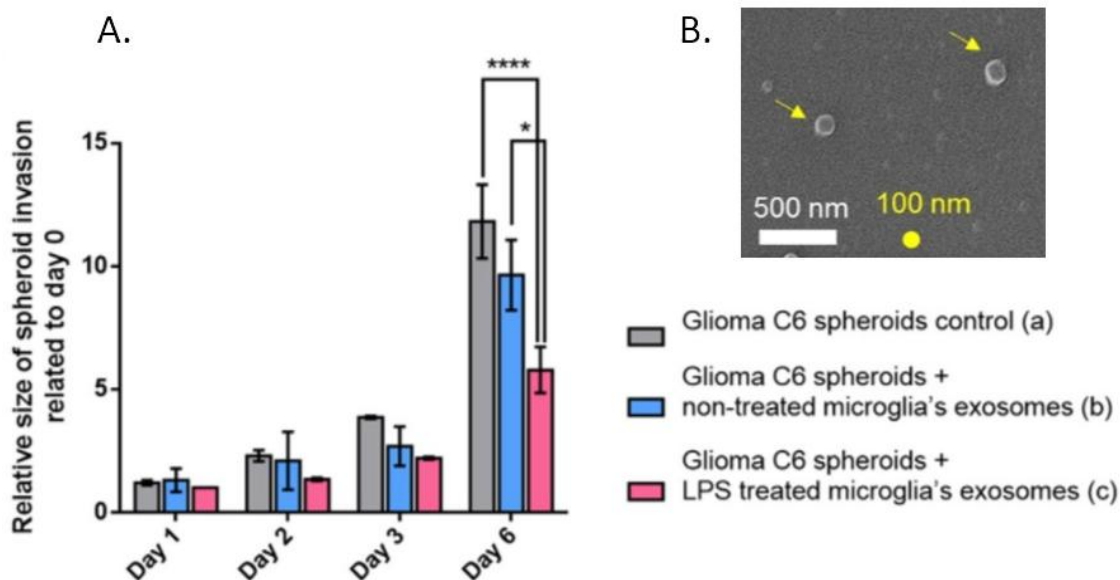 A.
Relative size of spheroid invasion
related to day 0
15
10
5
0
****
*
Day 1
Day 2
Day 3
Day 6
B.
500 nm
100 nm
Glioma C6 spheroids control (a)
Glioma C6 spheroids +
non-treated microglia's exosomes (b)
Glioma C6 spheroids +
LPS treated microglia's exosomes (c)